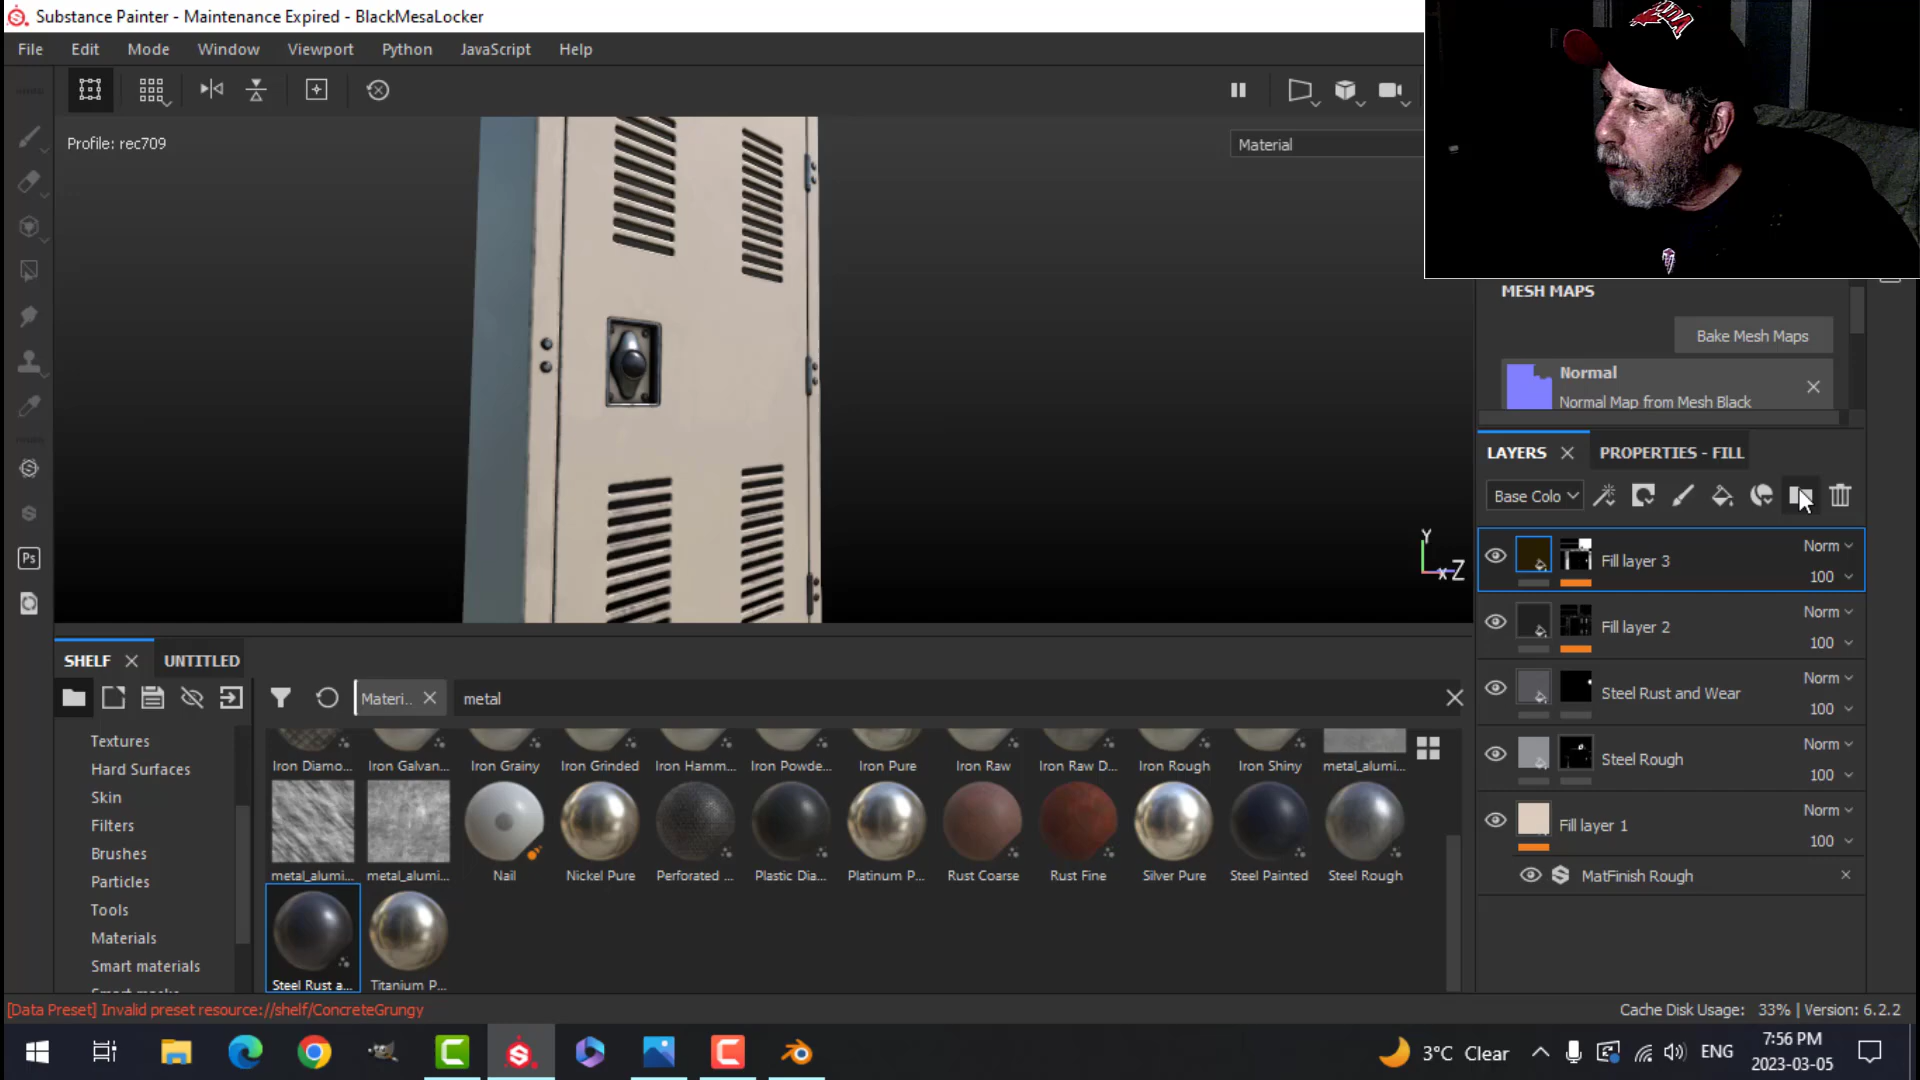 Substance Painter - Maintenance Expired - BlackMesaLocker
File Edit Mode Window Viewport Python JavaScript Help
Profile: rec709
Material
MESH MAPS
Bake Mesh Maps
Normal
Normal Map from Mesh Black
LAYERS PROPERTIES - FILL
Base Colo
Norm
Fill layer 3
100
Norm
Fill layer 2
100
Norm
Steel Rust and Wear
100
Norm
Steel Rough
100
Norm
Fill layer 1
100
MatFinish Rough
Y
X Z
SHELF UNTITLED
Ps
Materi.. metal
Textures
Hard Surfaces
Skin
Filters
Brushes
Particles
Tools
Materials
Smart materials
Iron Diamo... Iron Galvan... Iron Grainy Iron Grinded Iron Hamm... Iron Powde... Iron Pure Iron Raw Iron Raw D... Iron Rough Iron Shiny metal_alumi...
metal_alumi... metal_alumi... Nail Nickel Pure Perforated ... Plastic Dia... Platinum P... Rust Coarse Rust Fine Silver Pure Steel Painted Steel Rough
Steel Rust a... Titanium P...
[Data Preset] Invalid preset resource://shelf/ConcreteGrungy
Cache Disk Usage: 33% | Version: 6.2.2
3°C Clear ENG
7:56 PM
2023-03-05